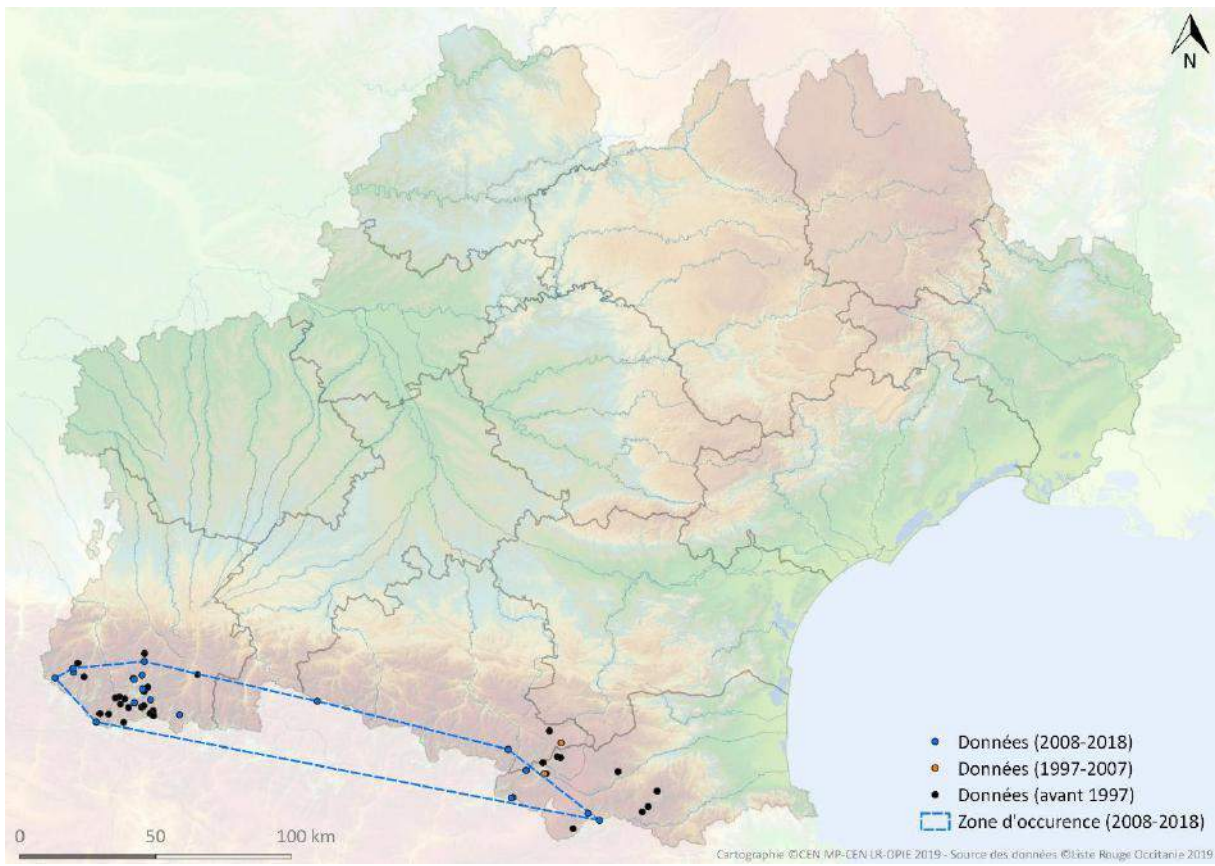 N
Données (2008-2018)
Données (1997-2007)
Données (avant 1997)
Zone d'occurence (2008-2018)
0 50 100 km
Cartographie ©CEN MP-CEN LR-OPIE 2019 - Source des données ©Liste Rouge Occitanie 2019